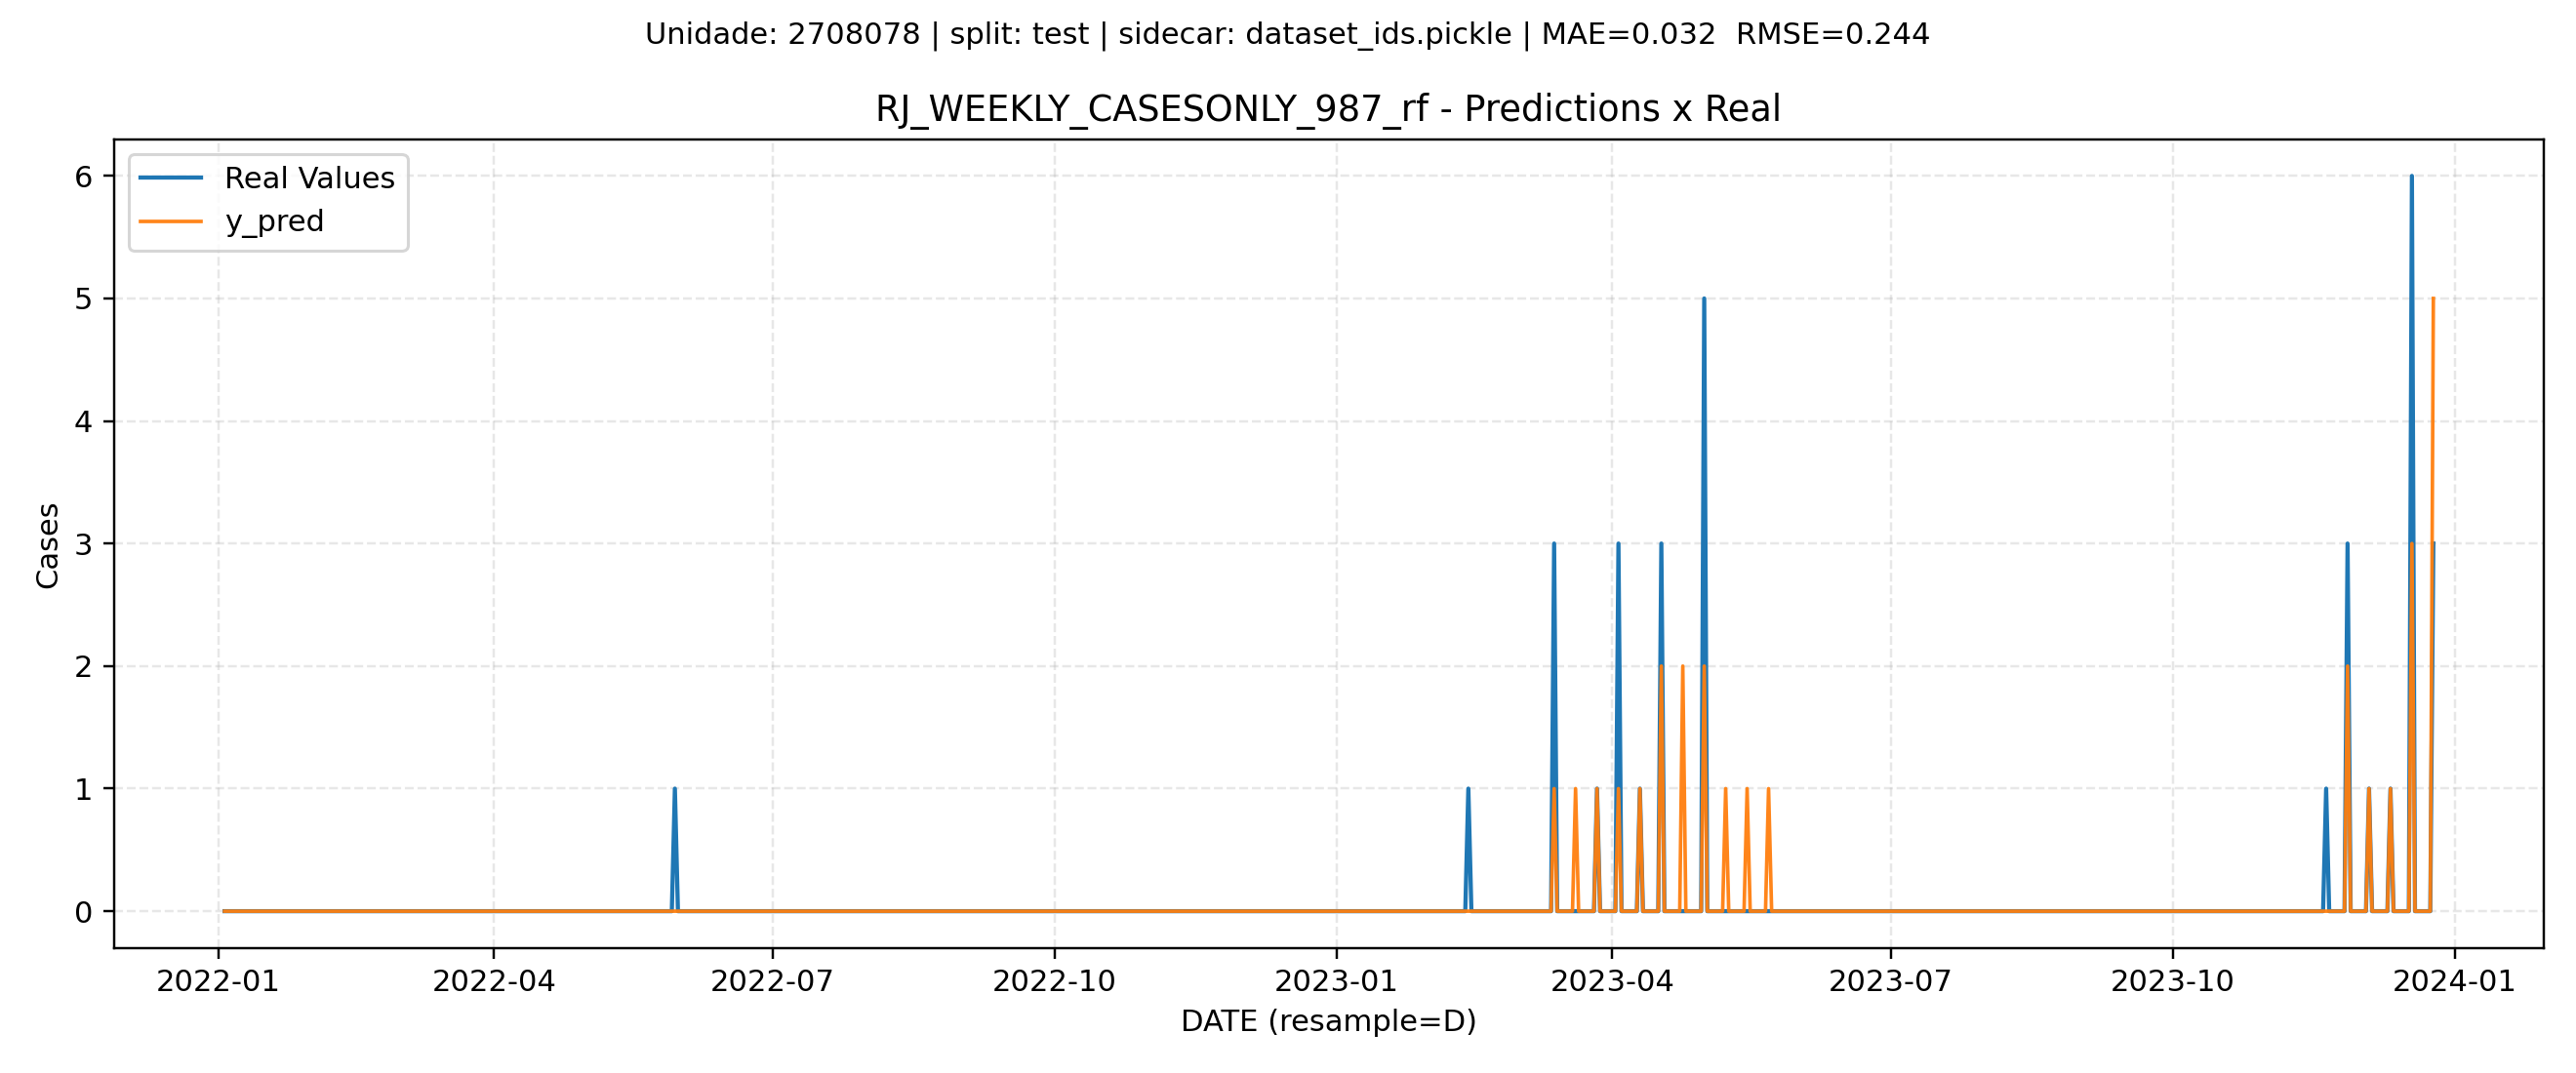 Unidade: 2708078 | split: test | sidecar: dataset_ids.pickle | MAE=0.032  RMSE=0.244
RJ_WEEKLY_CASESONLY_987_rf - Predictions x Real
Real Values
y_pred
6
5
4
3
2
1
0
Cases
2022-01 2022-04 2022-07 2022-10 2023-01 2023-04 2023-07 2023-10 2024-01
DATE (resample=D)